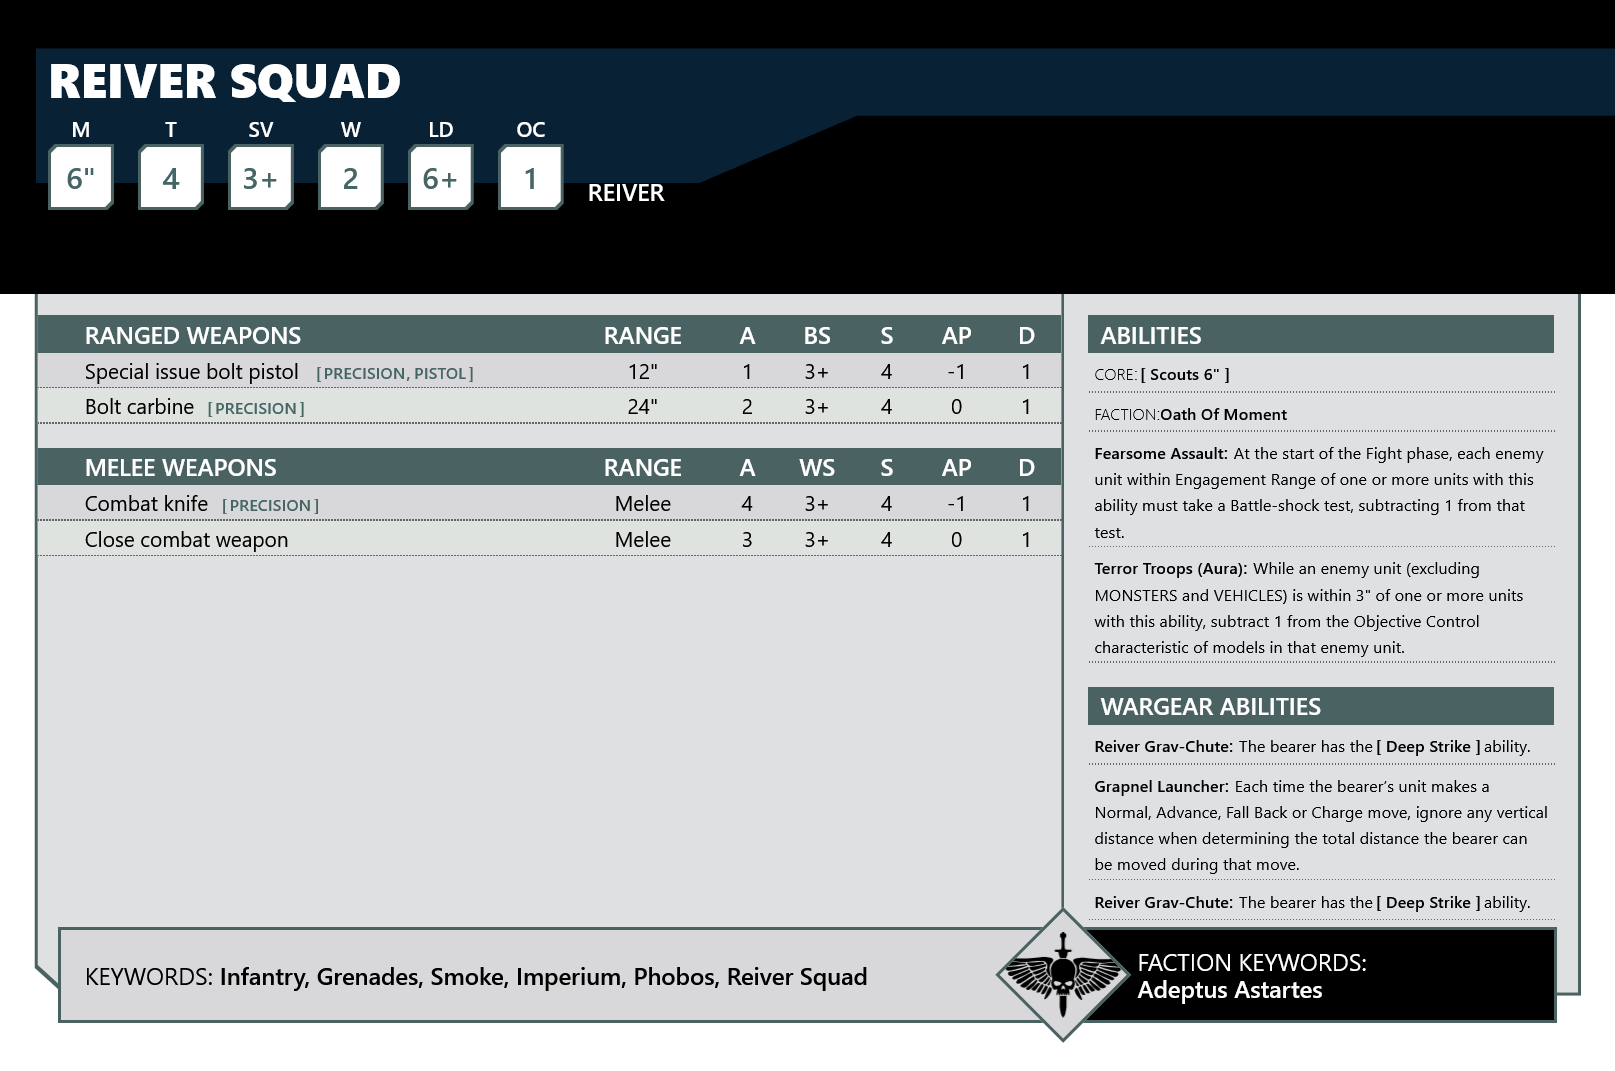 REIVER SQUAD
M T SV W LD OC
6" 4 3+ 2 6+ 1 REIVER
RANGED WEAPONS RANGE A BS S AP D
Special issue bolt pistol [PRECISION, PISTOL] 12" 1 3+ 4 -1 1
Bolt carbine [PRECISION] 24" 2 3+ 4 0 1
MELEE WEAPONS RANGE A WS S AP D
Combat knife [PRECISION] Melee 4 3+ 4 -1 1
Close combat weapon Melee 3 3+ 4 0 1
ABILITIES
CORE: [ Scouts 6" ]
FACTION:Oath Of Moment
Fearsome Assault: At the start of the Fight phase, each enemy
unit within Engagement Range of one or more units with this
ability must take a Battle-shock test, subtracting 1 from that
test.
Terror Troops (Aura): While an enemy unit (excluding
MONSTERS and VEHICLES) is within 3" of one or more units
with this ability, subtract 1 from the Objective Control
characteristic of models in that enemy unit.
WARGEAR ABILITIES
Reiver Grav-Chute: The bearer has the [ Deep Strike ] ability.
Grapnel Launcher: Each time the bearer’s unit makes a
Normal, Advance, Fall Back or Charge move, ignore any vertical
distance when determining the total distance the bearer can
be moved during that move.
Reiver Grav-Chute: The bearer has the [ Deep Strike ] ability.
KEYWORDS: Infantry, Grenades, Smoke, Imperium, Phobos, Reiver Squad
FACTION KEYWORDS:
Adeptus Astartes